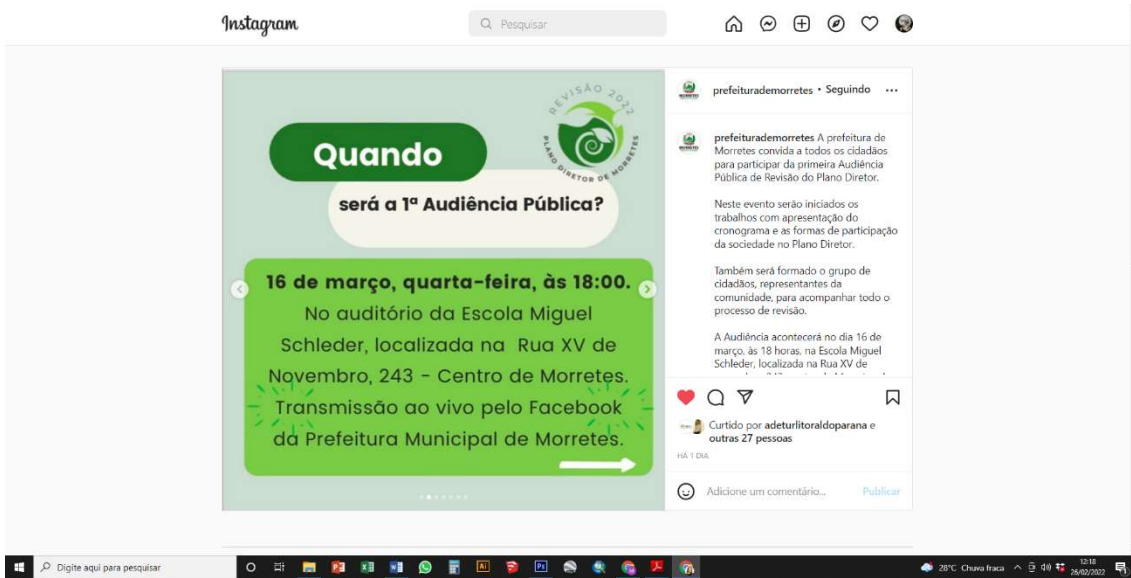 Instagram
Pesquisar
REVISÃO 2022
PLANO DIRETOR DE MORRETES
Quando
será a 1ª Audiência Pública?
16 de março, quarta-feira, às 18:00.
No auditório da Escola Miguel
Schleder, localizada na Rua XV de
Novembro, 243 - Centro de Morretes.
Transmissão ao vivo pelo Facebook
da Prefeitura Municipal de Morretes.
prefeiturademorretes • Seguindo
prefeiturademorretes A prefeitura de
Morretes convida a todos os cidadãos
para participar da primeira Audiência
Pública de Revisão do Plano Diretor.
Neste evento serão iniciados os
trabalhos com apresentação do
cronograma e as formas de participação
da sociedade no Plano Diretor.
Também será formado o grupo de
cidadãos, representantes da
comunidade, para acompanhar todo o
processo de revisão.
A Audiência acontecerá no dia 16 de
março, às 18 horas, na Escola Miguel
Schleder, localizada na Rua XV de
Curtido por adeturlitoraldoparana e
outras 27 pessoas
HÁ 1 DIA
Adicione um comentário... Publicar
Digite aqui para pesquisar
28°C Chuva fraca
12:18
26/02/2022